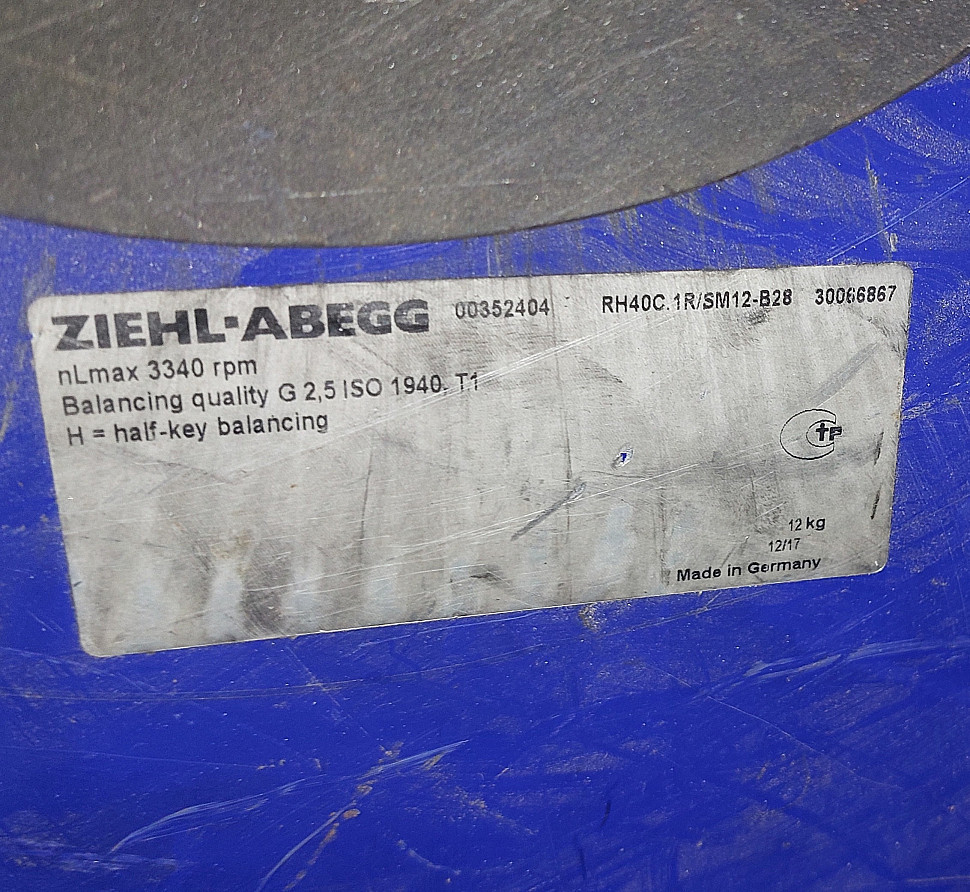 ZIEHL-ABEGG 00352404 RH40C.1R/SM12-B28 30066867
nLmax 3340 rpm
Balancing quality G 2,5 ISO 1940, T1
H = half-key balancing
12 kg
12/17
Made in Germany